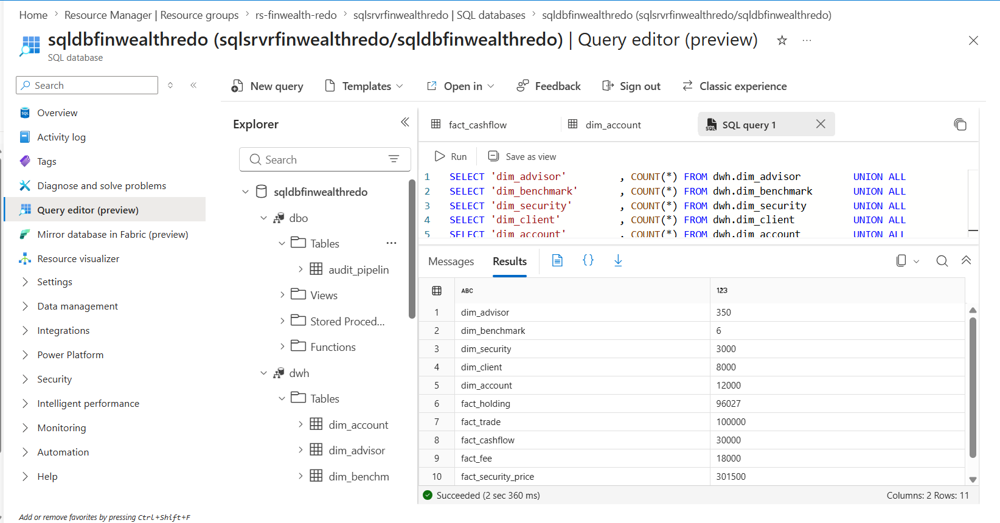 Home > Resource Manager | Resource groups > rs-finwealth-redo > sqlsrvrfinwealthredo | SQL databases > sqldbfinwealthredo (sqlsrvrfinwealthredo/sqldbfinwealthredo)
sqldbfinwealthredo (sqlsrvrfinwealthredo/sqldbfinwealthredo) | Query editor (preview)
SQL database
Search
Overview
Activity log
Tags
Diagnose and solve problems
Query editor (preview)
Mirror database in Fabric (preview)
Resource visualizer
Settings
Data management
Integrations
Power Platform
Security
Intelligent performance
Monitoring
Automation
Help
Add or remove favorites by pressing Ctrl+Shift+F
New query Templates Open in Feedback Sign out Classic experience
Explorer
Search
sqldbfinwealthredo
dbo
Tables ...
audit_pipelin
Views
Stored Proced...
Functions
dwh
Tables
dim_account
dim_advisor
dim_benchm
fact_cashflow dim_account SQL query 1
Run Save as view
1 SELECT 'dim_advisor' , COUNT(*) FROM dwh.dim_advisor UNION ALL
2 SELECT 'dim_benchmark' , COUNT(*) FROM dwh.dim_benchmark UNION ALL
3 SELECT 'dim_security' , COUNT(*) FROM dwh.dim_security UNION ALL
4 SELECT 'dim_client' , COUNT(*) FROM dwh.dim_client UNION ALL
5 SELECT 'dim_account' , COUNT(*) FROM dwh.dim_account UNION ALL
Messages Results {}
ABC 123
1 dim_advisor 350
2 dim_benchmark 6
3 dim_security 3000
4 dim_client 8000
5 dim_account 12000
6 fact_holding 96027
7 fact_trade 100000
8 fact_cashflow 30000
9 fact_fee 18000
10 fact_security_price 301500
Succeeded (2 sec 360 ms) Columns: 2 Rows: 11